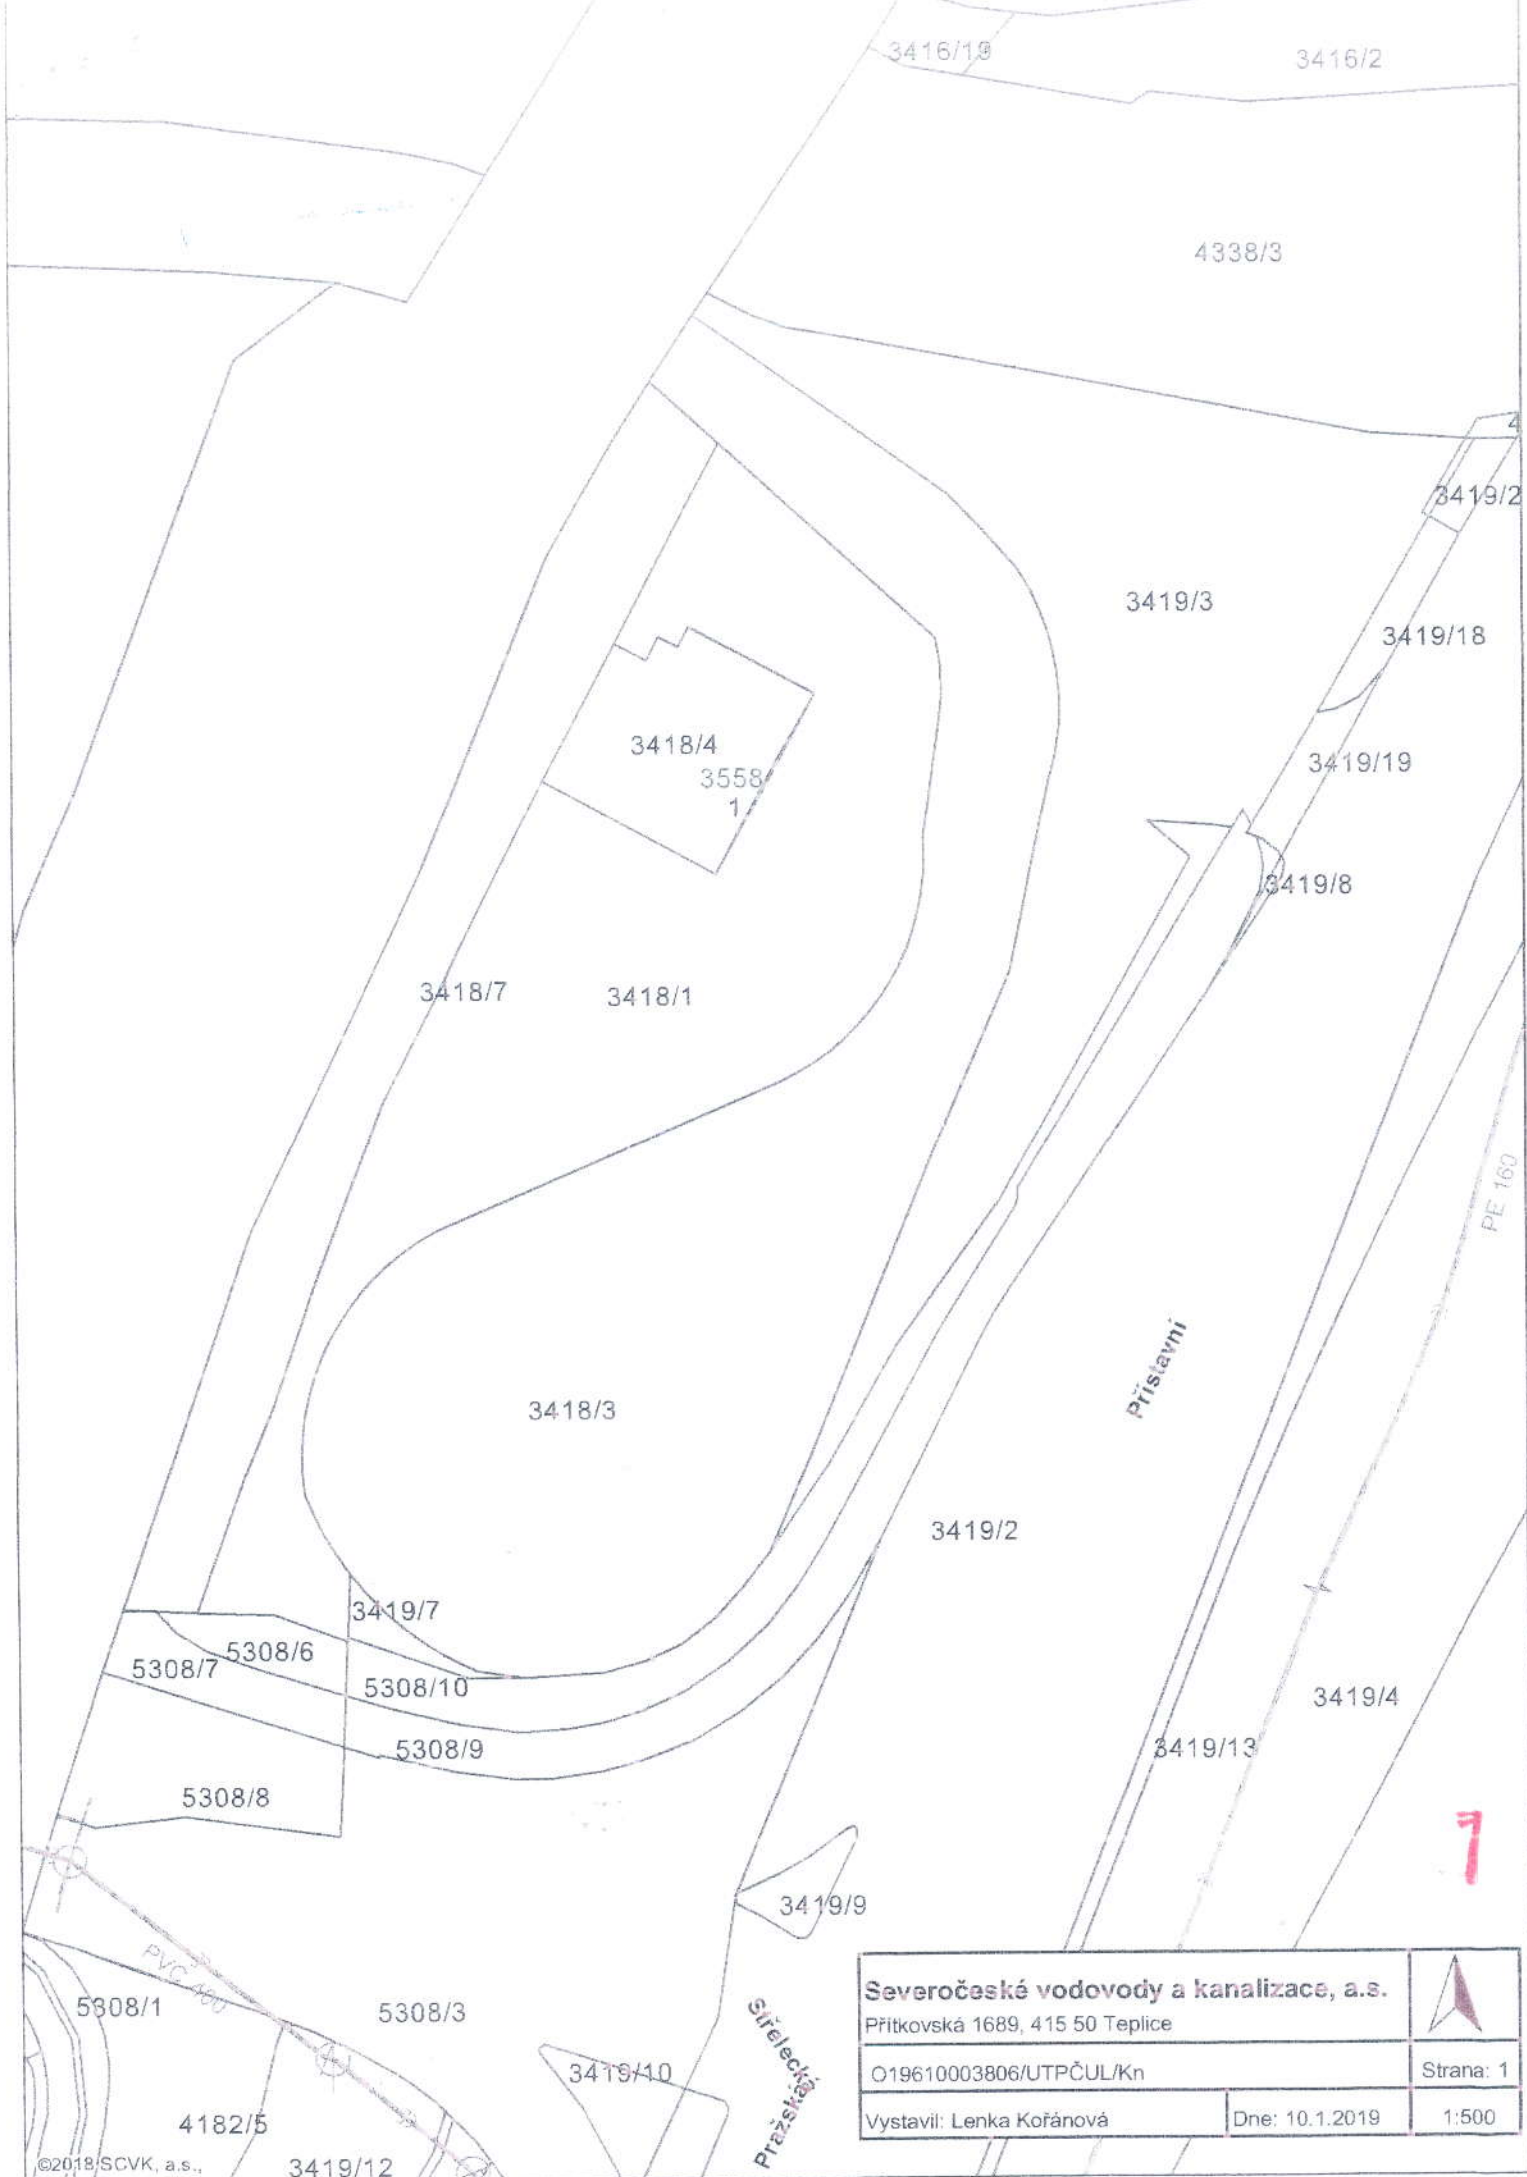 3416/19
3416/2
4338/3
4
3419/2
3419/3
3419/18
3418/4
3558
1
3419/19
3419/8
3418/7
3418/1
PE 160
Přístavní
3418/3
3419/2
3419/7
5308/6
5308/7
5308/10
5308/9
5308/8
3419/4
3419/13
1
3419/9
PVC 400
5308/1
5308/3
3419/10
Střelecká
Pražská
4182/5
3419/12
©2018 SCVK, a.s.,
Severočeské vodovody a kanalizace, a.s.
Přítkovská 1689, 415 50 Teplice
O19610003806/UTPČUL/Kn
Strana: 1
Vystavil: Lenka Kořánová
Dne: 10.1.2019
1:500